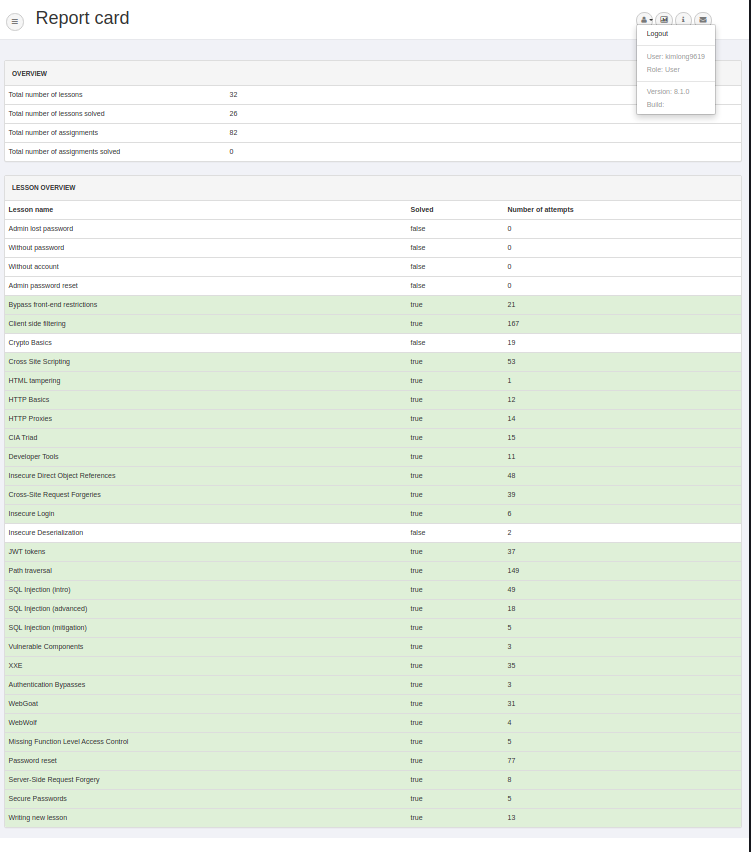 Report card
Logout
User: kimlong9619
Role: User
Version: 8.1.0
Build:
OVERVIEW
Total number of lessons 32
Total number of lessons solved 26
Total number of assignments 82
Total number of assignments solved 0
LESSON OVERVIEW
Lesson name Solved Number of attempts
Admin lost password false 0
Without password false 0
Without account false 0
Admin password reset false 0
Bypass front-end restrictions true 21
Client side filtering true 167
Crypto Basics false 19
Cross Site Scripting true 53
HTML tampering true 1
HTTP Basics true 12
HTTP Proxies true 14
CIA Triad true 15
Developer Tools true 11
Insecure Direct Object References true 48
Cross-Site Request Forgeries true 39
Insecure Login true 6
Insecure Deserialization false 2
JWT tokens true 37
Path traversal true 149
SQL Injection (intro) true 49
SQL Injection (advanced) true 18
SQL Injection (mitigation) true 5
Vulnerable Components true 3
XXE true 35
Authentication Bypasses true 3
WebGoat true 31
WebWolf true 4
Missing Function Level Access Control true 5
Password reset true 77
Server-Side Request Forgery true 8
Secure Passwords true 5
Writing new lesson true 13